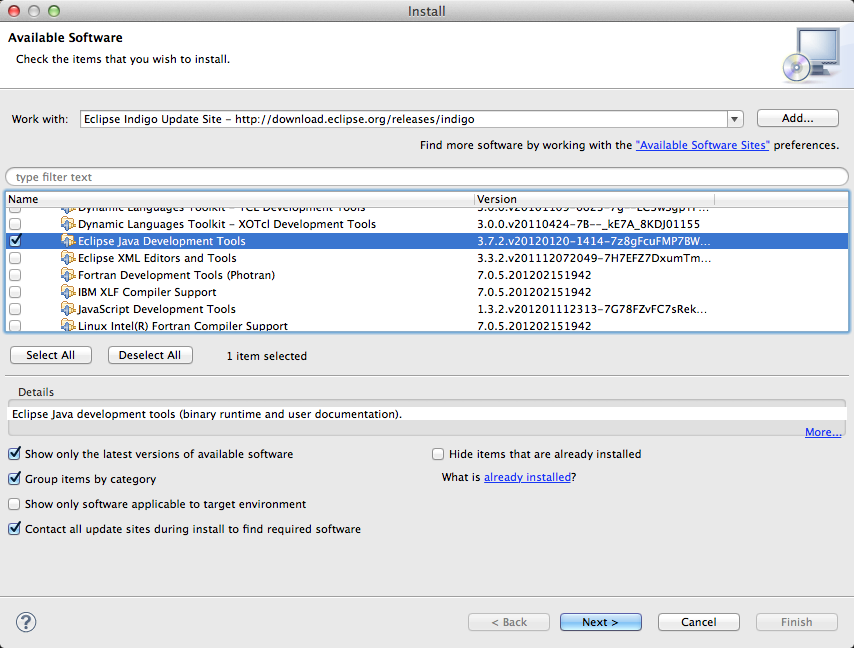 Install
Available Software
Check the items that you wish to install.
Work with: Eclipse Indigo Update Site – http://download.eclipse.org/releases/indigo Add...
Find more software by working with the "Available Software Sites" preferences.
type filter text
Name Version
Dynamic Languages Toolkit – TCL Development Tools
Dynamic Languages Toolkit – XOTcl Development Tools 3.0.0.v20110424-7B--_kE7A_8KDJ01155
Eclipse Java Development Tools 3.7.2.v20120120-1414-7z8gFcuFMP7BW...
Eclipse XML Editors and Tools 3.3.2.v201112072049-7H7EFZ7DxumTm...
Fortran Development Tools (Photran) 7.0.5.201202151942
IBM XLF Compiler Support 7.0.5.201202151942
JavaScript Development Tools 1.3.2.v201201112313-7G78FZvFC7sRek...
Linux Intel(R) Fortran Compiler Support 7.0.5.201202151942
Select All Deselect All 1 item selected
Details
Eclipse Java development tools (binary runtime and user documentation).
More...
Show only the latest versions of available software Hide items that are already installed
Group items by category What is already installed?
Show only software applicable to target environment
Contact all update sites during install to find required software
? < Back Next > Cancel Finish